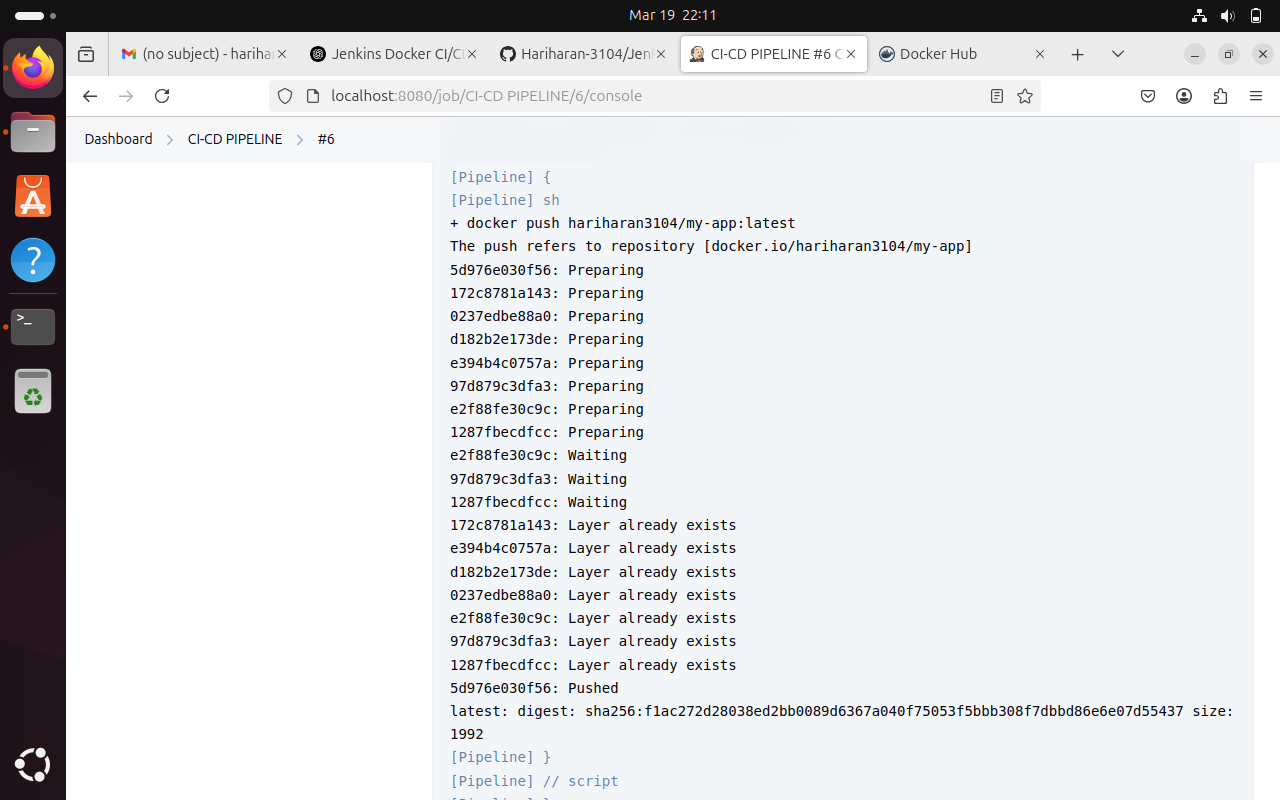 Mar 19 22:11
(no subject) - hariha
Jenkins Docker CI/C
Hariharan-3104/Jen
CI-CD PIPELINE #6 C
Docker Hub
localhost:8080/job/CI-CD PIPELINE/6/console
Dashboard
CI-CD PIPELINE
#6
[Pipeline] {
[Pipeline] sh
+ docker push hariharan3104/my-app:latest
The push refers to repository [docker.io/hariharan3104/my-app]
5d976e030f56: Preparing
172c8781a143: Preparing
0237edbe88a0: Preparing
d182b2e173de: Preparing
e394b4c0757a: Preparing
97d879c3dfa3: Preparing
e2f88fe30c9c: Preparing
1287fbecdfcc: Preparing
e2f88fe30c9c: Waiting
97d879c3dfa3: Waiting
1287fbecdfcc: Waiting
172c8781a143: Layer already exists
e394b4c0757a: Layer already exists
d182b2e173de: Layer already exists
0237edbe88a0: Layer already exists
e2f88fe30c9c: Layer already exists
97d879c3dfa3: Layer already exists
1287fbecdfcc: Layer already exists
5d976e030f56: Pushed
latest: digest: sha256:f1ac272d28038ed2bb0089d6367a040f75053f5bbb308f7dbbd86e6e07d55437 size:
1992
[Pipeline] }
[Pipeline] // script
[Pipeline] }